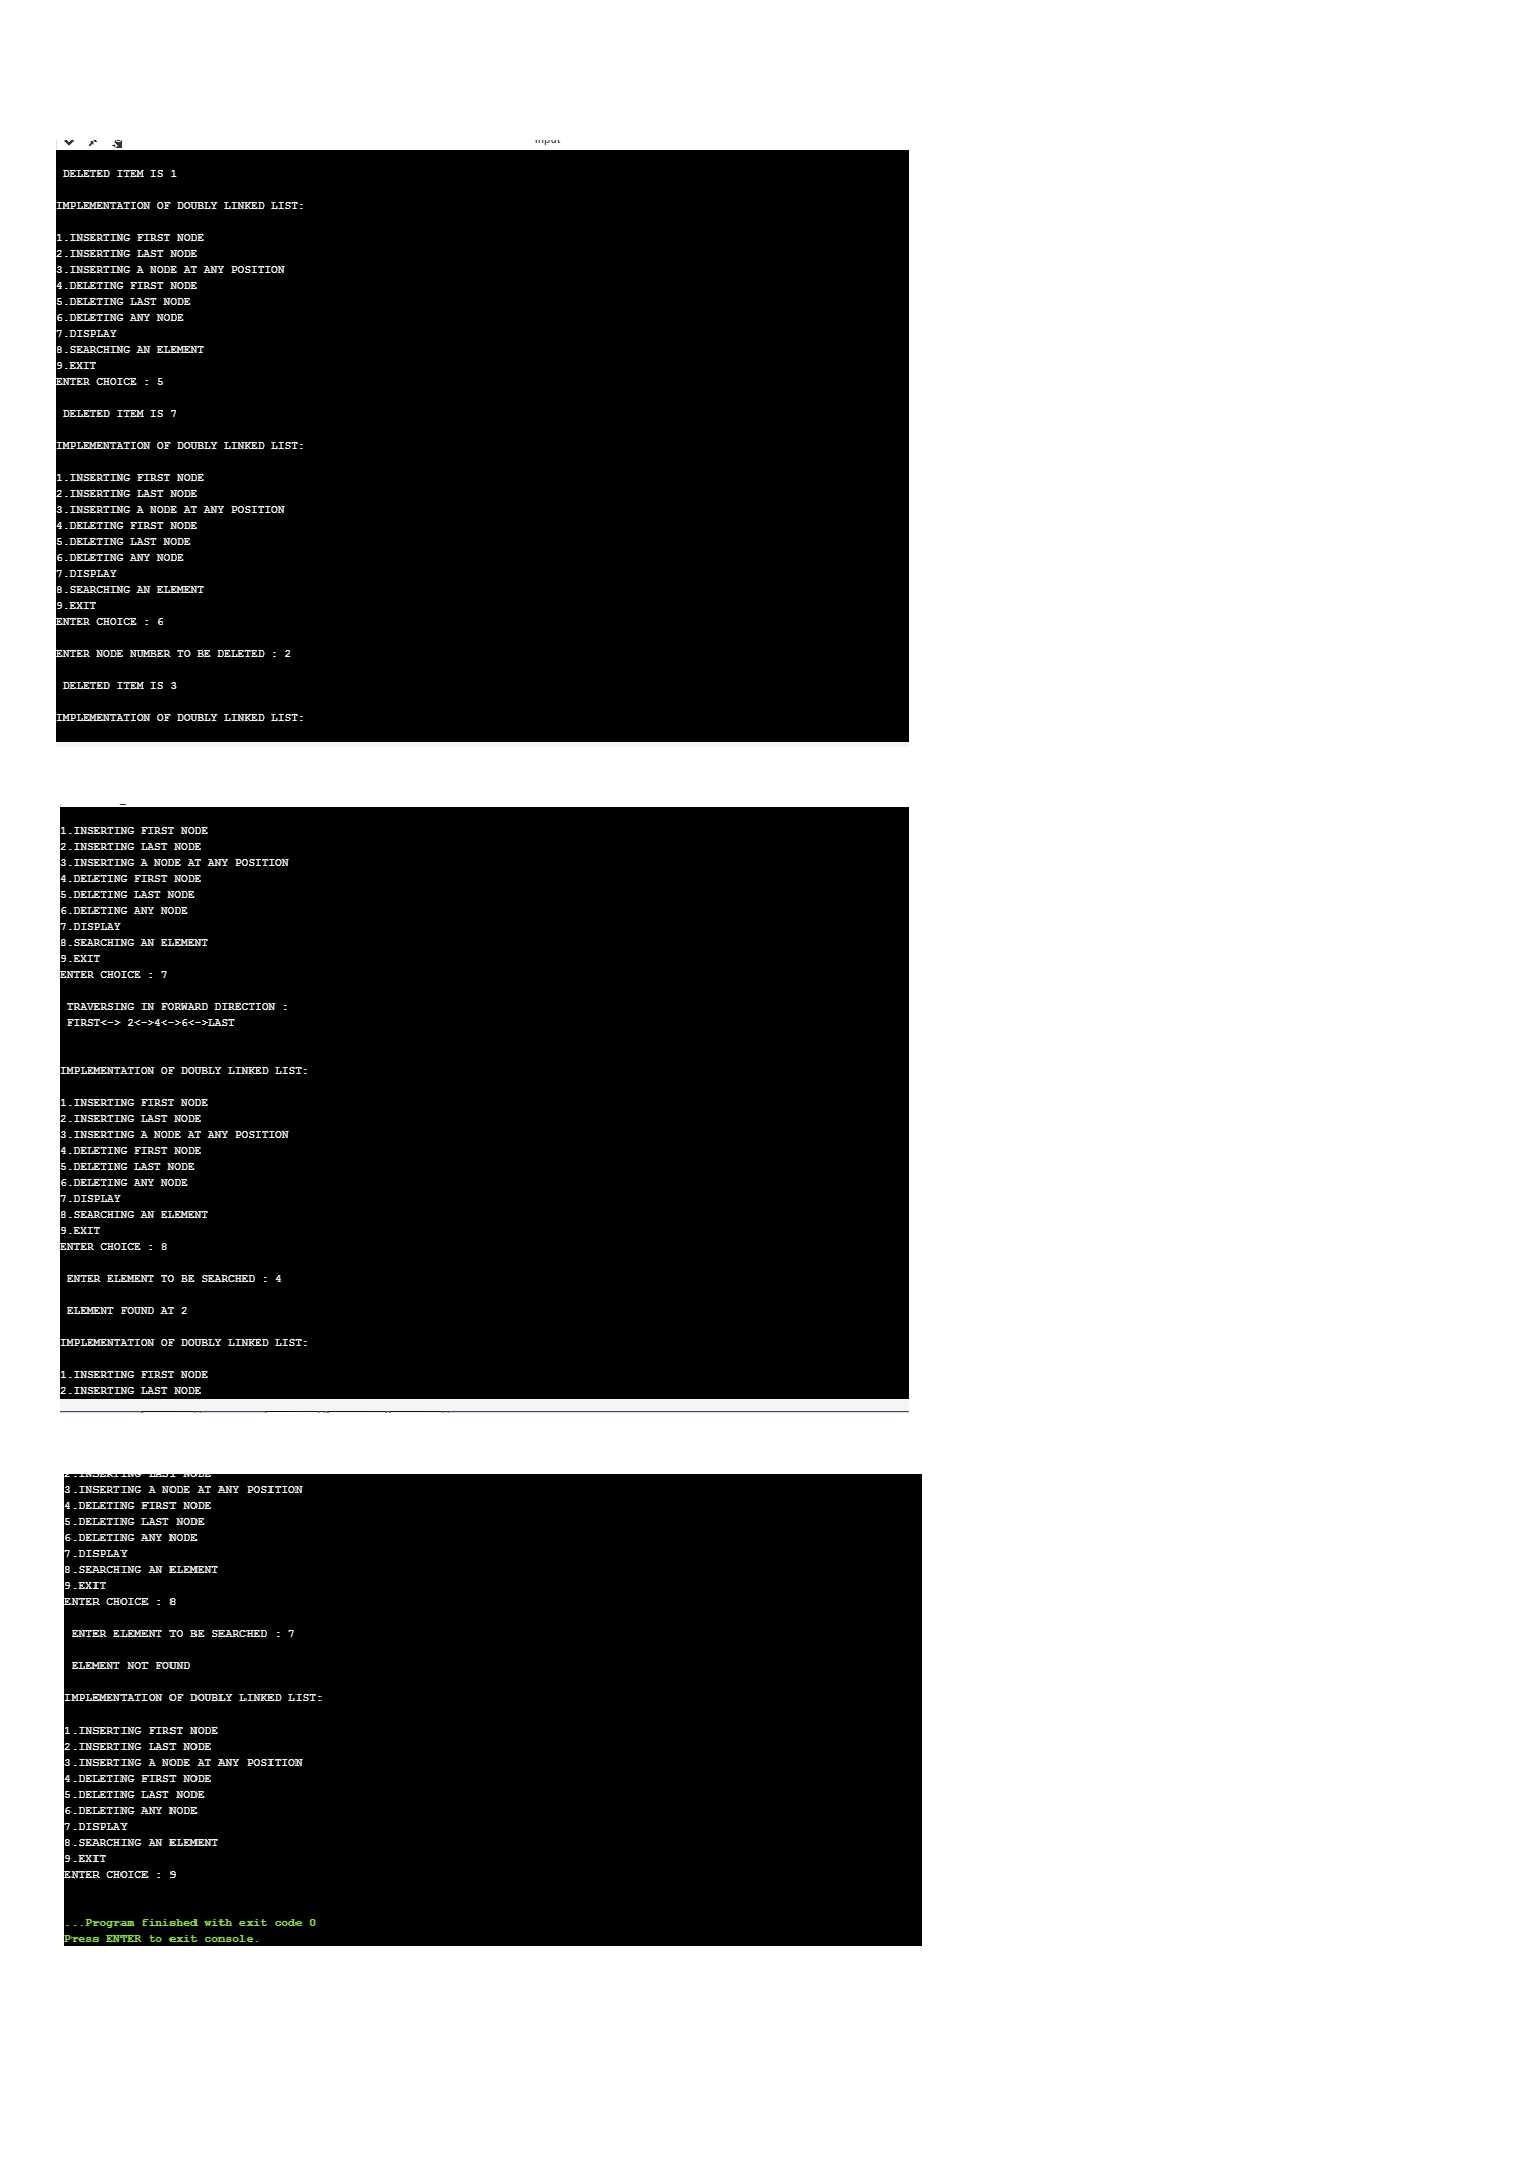 DELETED ITEM IS 1
IMPLEMENTATION OF DOUBLY LINKED LIST:
1.INSERTING FIRST NODE
2.INSERTING LAST NODE
3.INSERTING A NODE AT ANY POSITION
4.DELETING FIRST NODE
5.DELETING LAST NODE
6.DELETING ANY NODE
7.DISPLAY
8.SEARCHING AN ELEMENT
9.EXIT
ENTER CHOICE : 5
DELETED ITEM IS 7
IMPLEMENTATION OF DOUBLY LINKED LIST:
1.INSERTING FIRST NODE
2.INSERTING LAST NODE
3.INSERTING A NODE AT ANY POSITION
4.DELETING FIRST NODE
5.DELETING LAST NODE
6.DELETING ANY NODE
7.DISPLAY
8.SEARCHING AN ELEMENT
9.EXIT
ENTER CHOICE : 6
ENTER NODE NUMBER TO BE DELETED : 2
DELETED ITEM IS 3
IMPLEMENTATION OF DOUBLY LINKED LIST:
1.INSERTING FIRST NODE
2.INSERTING LAST NODE
3.INSERTING A NODE AT ANY POSITION
4.DELETING FIRST NODE
5.DELETING LAST NODE
6.DELETING ANY NODE
7.DISPLAY
8.SEARCHING AN ELEMENT
9.EXIT
ENTER CHOICE : 7
TRAVERSING IN FORWARD DIRECTION :
FIRST<-> 2<->4<->6<->LAST
IMPLEMENTATION OF DOUBLY LINKED LIST:
1.INSERTING FIRST NODE
2.INSERTING LAST NODE
3.INSERTING A NODE AT ANY POSITION
4.DELETING FIRST NODE
5.DELETING LAST NODE
6.DELETING ANY NODE
7.DISPLAY
8.SEARCHING AN ELEMENT
9.EXIT
ENTER CHOICE : 8
ENTER ELEMENT TO BE SEARCHED : 4
ELEMENT FOUND AT 2
IMPLEMENTATION OF DOUBLY LINKED LIST:
1.INSERTING FIRST NODE
2.INSERTING LAST NODE
2.INSERTING LAST NODE
3.INSERTING A NODE AT ANY POSITION
4.DELETING FIRST NODE
5.DELETING LAST NODE
6.DELETING ANY NODE
7.DISPLAY
8.SEARCHING AN ELEMENT
9.EXIT
ENTER CHOICE : 8
ENTER ELEMENT TO BE SEARCHED : 7
ELEMENT NOT FOUND
IMPLEMENTATION OF DOUBLY LINKED LIST:
1.INSERTING FIRST NODE
2.INSERTING LAST NODE
3.INSERTING A NODE AT ANY POSITION
4.DELETING FIRST NODE
5.DELETING LAST NODE
6.DELETING ANY NODE
7.DISPLAY
8.SEARCHING AN ELEMENT
9.EXIT
ENTER CHOICE : 9
...Program finished with exit code 0
Press ENTER to exit console.